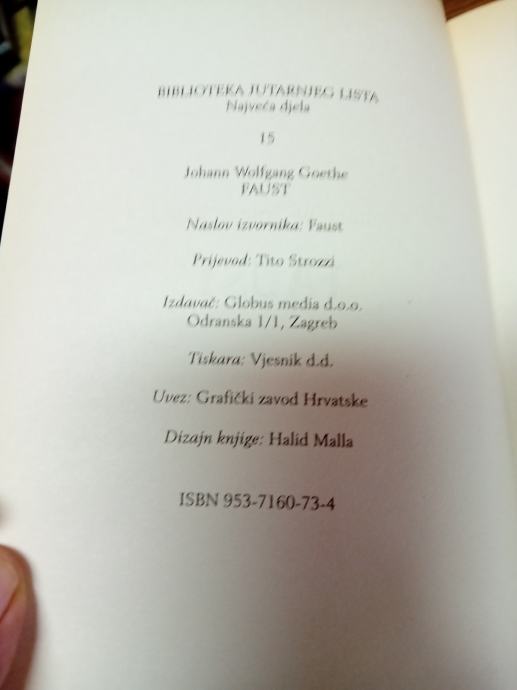 BIBLIOTEKA JUTARNJEG LISTA
Najveća djela
15
Johann Wolfgang Goethe
FAUST
Naslov izvornika: Faust
Prijevod: Tito Strozzi
Izdavač: Globus media d.o.o.
Odranska 1/1, Zagreb
Tiskara: Vjesnik d.d.
Uvez: Grafički zavod Hrvatske
Dizajn knjige: Halid Malla
ISBN 953-7160-73-4